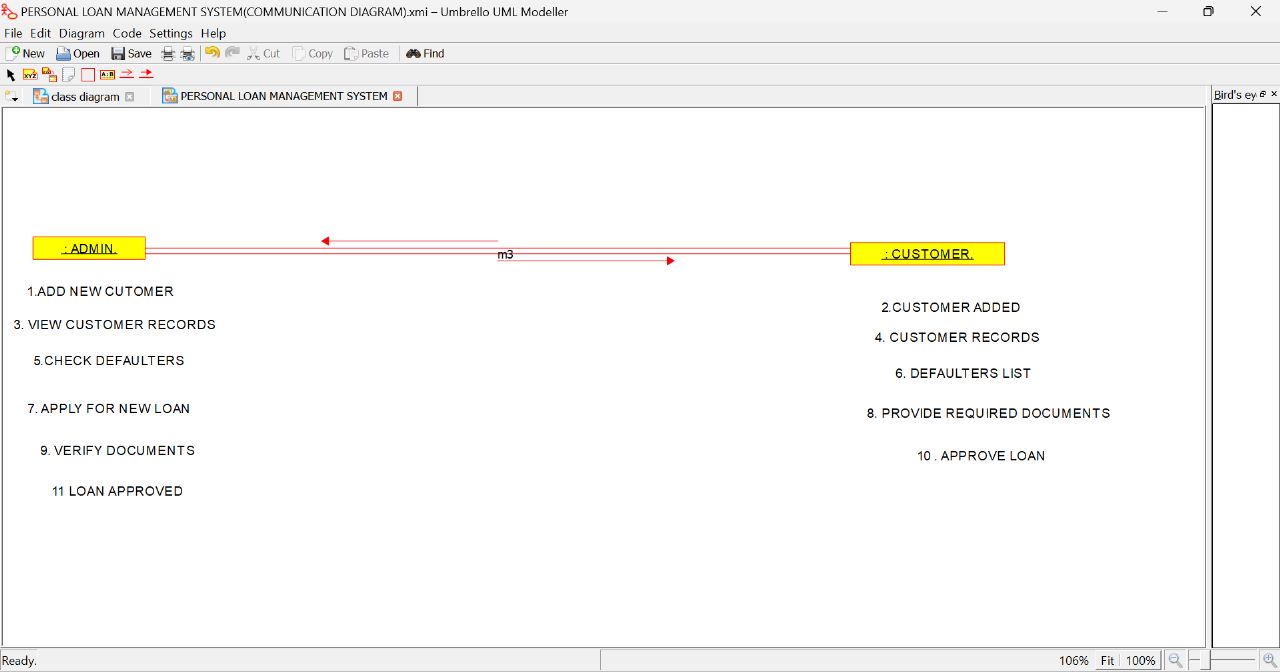 PERSONAL LOAN MANAGEMENT SYSTEM(COMMUNICATION DIAGRAM).xmi – Umbrello UML Modeller
File Edit Diagram Code Settings Help
New Open Save Cut Copy Paste Find
XYZ A:B
class diagram PERSONAL LOAN MANAGEMENT SYSTEM Bird's ey
: ADMIN.
m3
: CUSTOMER.
1.ADD NEW CUTOMER
2.CUSTOMER ADDED
3. VIEW CUSTOMER RECORDS
4. CUSTOMER RECORDS
5.CHECK DEFAULTERS
6. DEFAULTERS LIST
7. APPLY FOR NEW LOAN
8. PROVIDE REQUIRED DOCUMENTS
9. VERIFY DOCUMENTS
10 . APPROVE LOAN
11 LOAN APPROVED
Ready. 106% Fit 100%